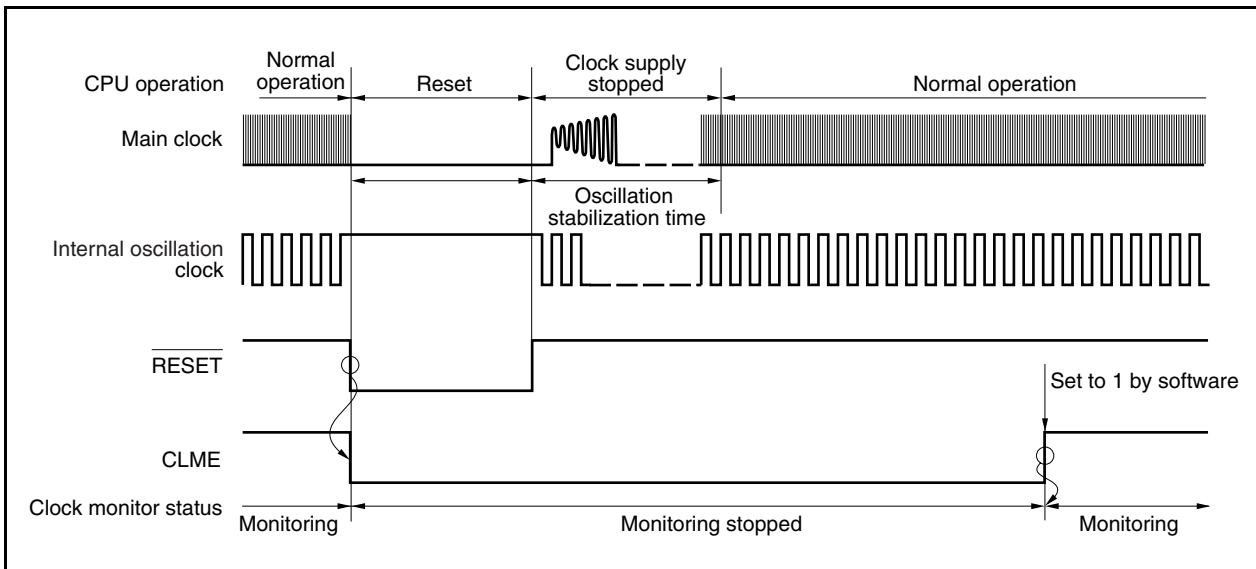 Normal
operation
Clock supply
stopped
CPU operation
Reset
Normal operation
Main clock
Oscillation
stabilization time
Internal oscillation
clock
RESET
Set to 1 by software
CLME
Clock monitor status
Monitoring
Monitoring stopped
Monitoring